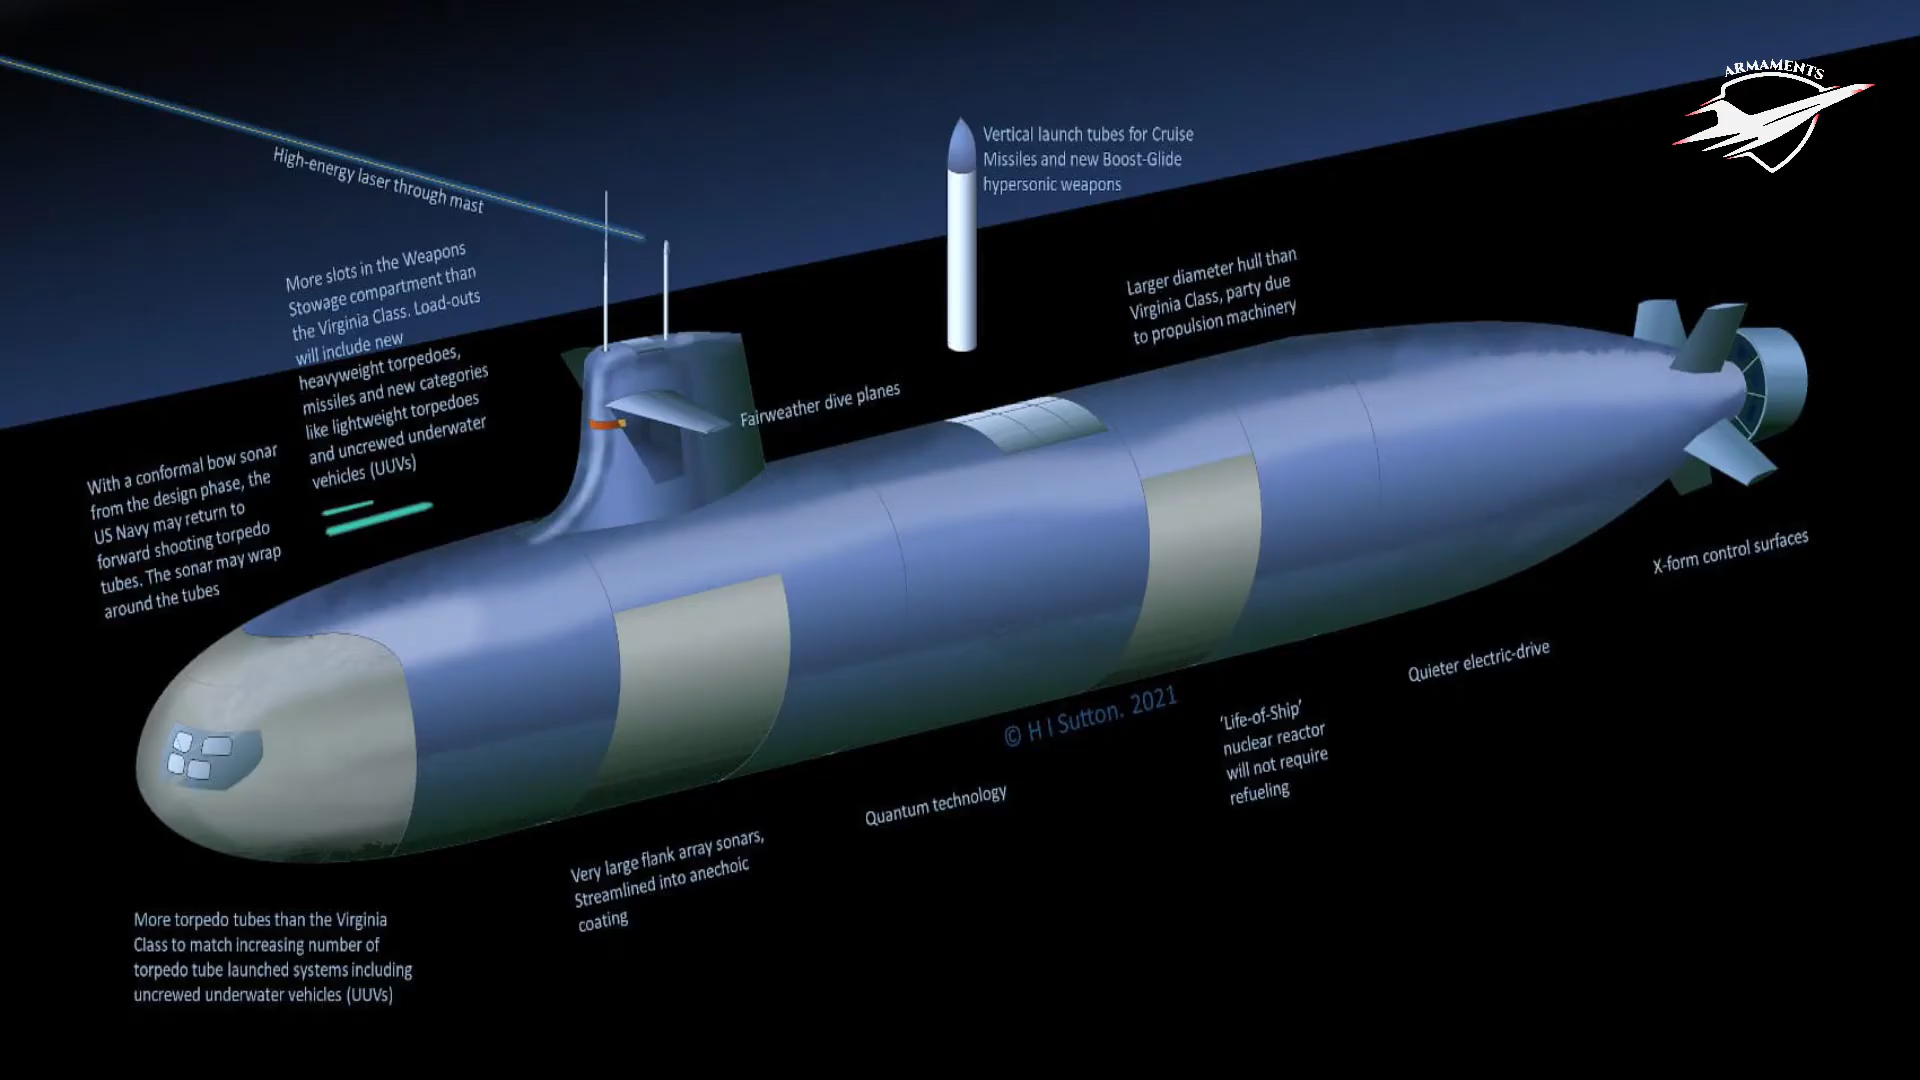 ARMAMENTS
High-energy laser through mast
Vertical launch tubes for Cruise
Missiles and new Boost-Glide
hypersonic weapons
More slots in the Weapons
Stowage compartment than
the Virginia Class. Load-outs
will include new
heavyweight torpedoes,
missiles and new categories
like lightweight torpedoes
and uncrewed underwater
vehicles (UUVs)
Larger diameter hull than
Virginia Class, party due
to propulsion machinery
Fairweather dive planes
With a conformal bow sonar
from the design phase, the
US Navy may return to
forward shooting torpedo
tubes. The sonar may wrap
around the tubes
X-form control surfaces
Quieter electric-drive
© H I Sutton. 2021
'Life-of-Ship'
nuclear reactor
will not require
refueling
Quantum technology
Very large flank array sonars,
Streamlined into anechoic
coating
More torpedo tubes than the Virginia
Class to match increasing number of
torpedo tube launched systems including
uncrewed underwater vehicles (UUVs)